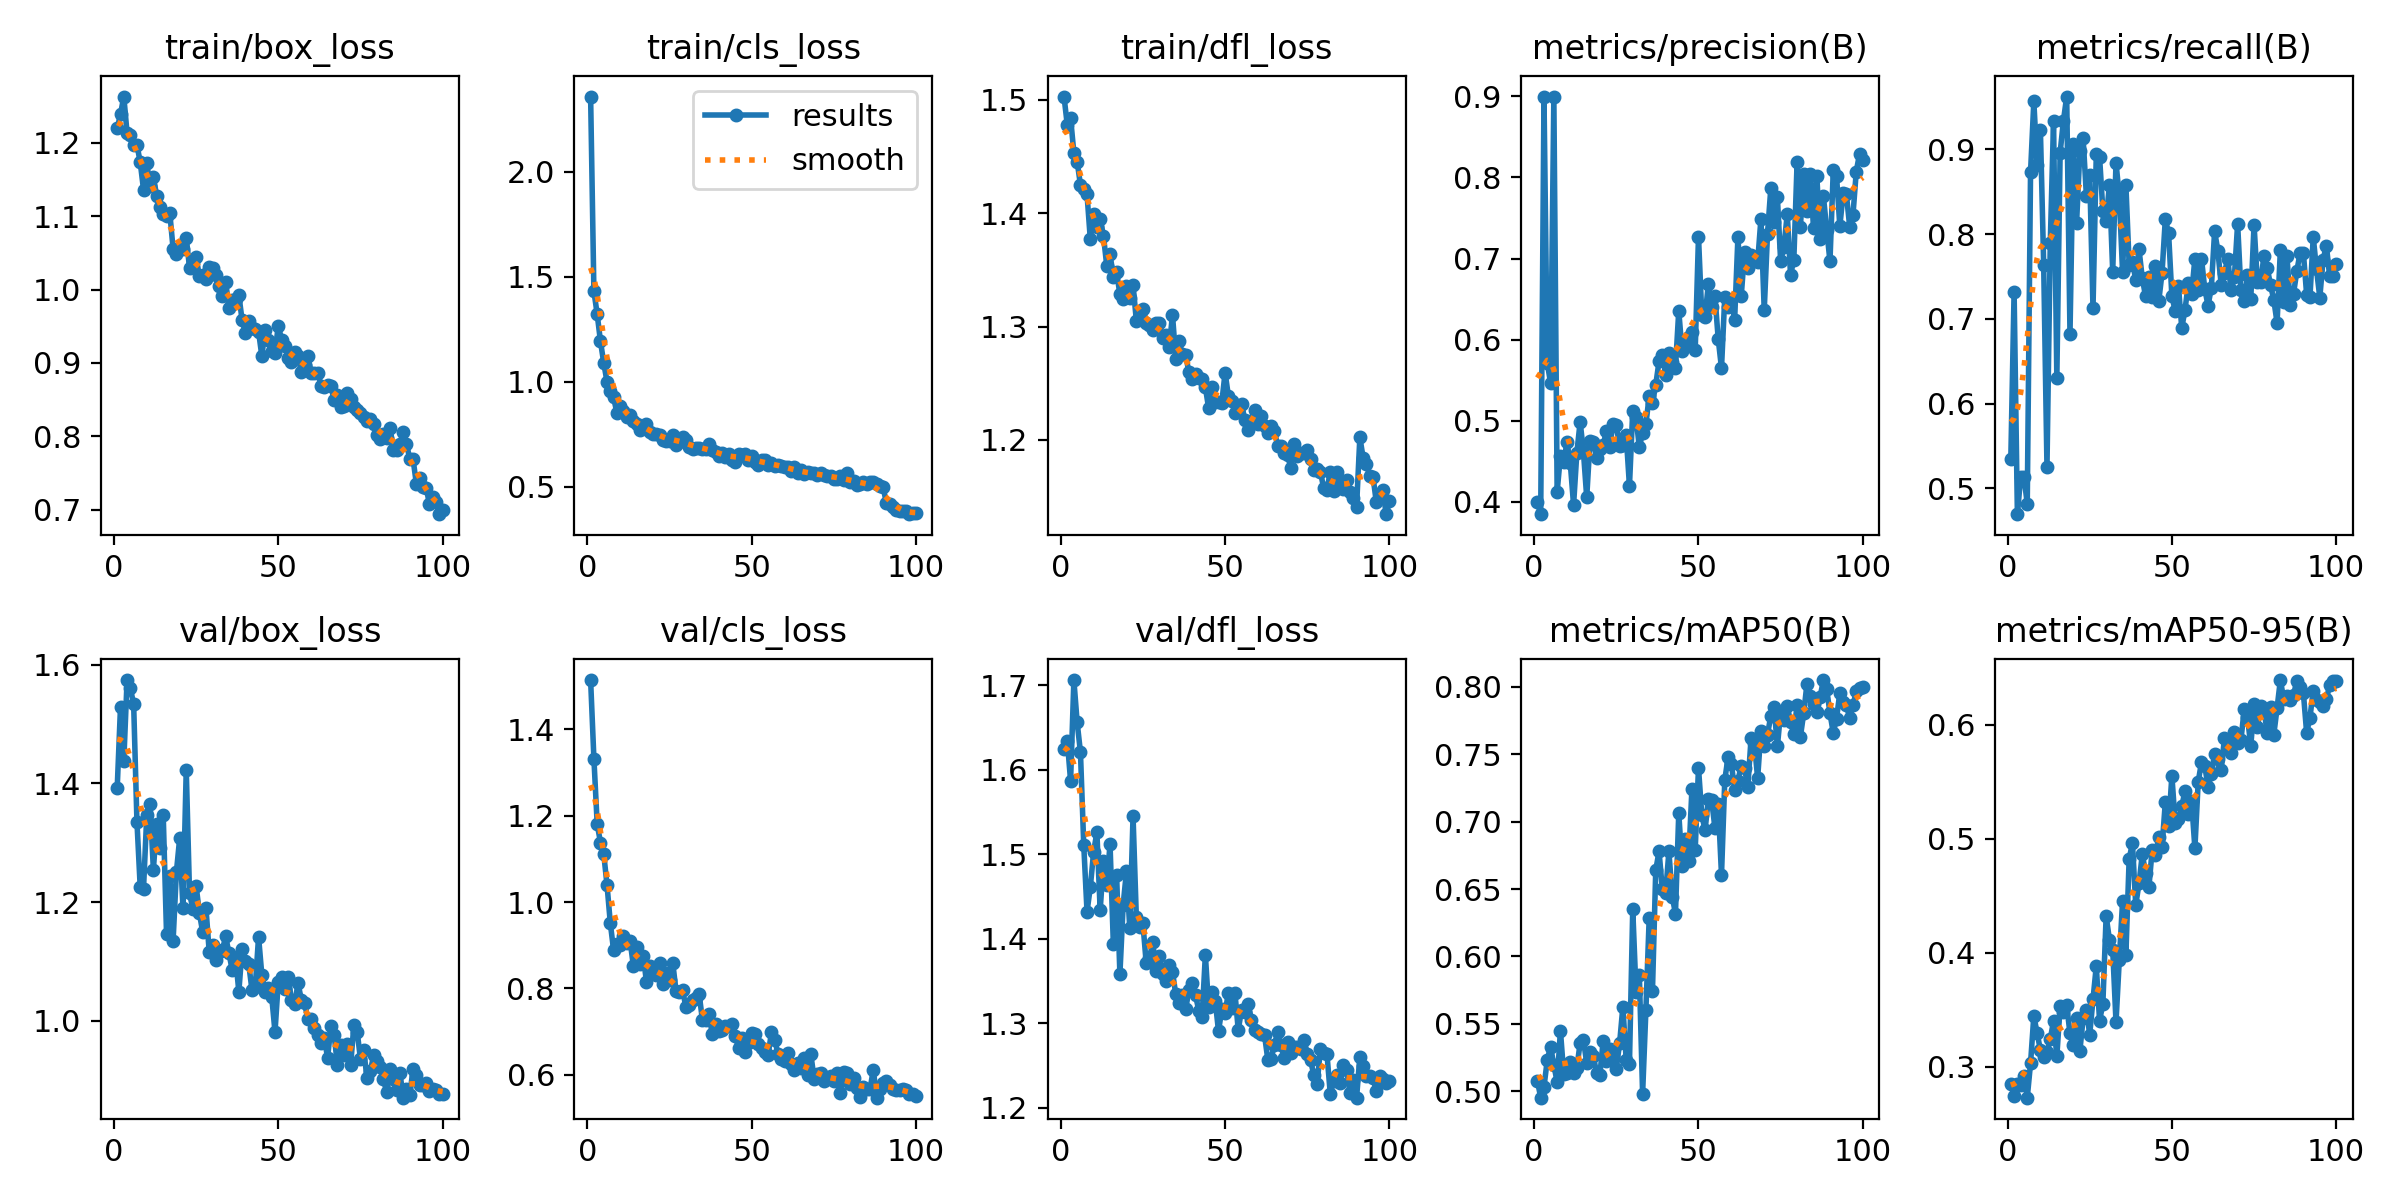 train/box_loss
1.2
1.1
1.0
0.9
0.8
0.7
0 50 100
train/cls_loss
results
smooth
2.0
1.5
1.0
0.5
0 50 100
train/dfl_loss
1.5
1.4
1.3
1.2
0 50 100
metrics/precision(B)
0.9
0.8
0.7
0.6
0.5
0.4
0 50 100
metrics/recall(B)
0.9
0.8
0.7
0.6
0.5
0 50 100
val/box_loss
1.6
1.4
1.2
1.0
0 50 100
val/cls_loss
1.4
1.2
1.0
0.8
0.6
0 50 100
val/dfl_loss
1.7
1.6
1.5
1.4
1.3
1.2
0 50 100
metrics/mAP50(B)
0.80
0.75
0.70
0.65
0.60
0.55
0.50
0 50 100
metrics/mAP50-95(B)
0.6
0.5
0.4
0.3
0 50 100